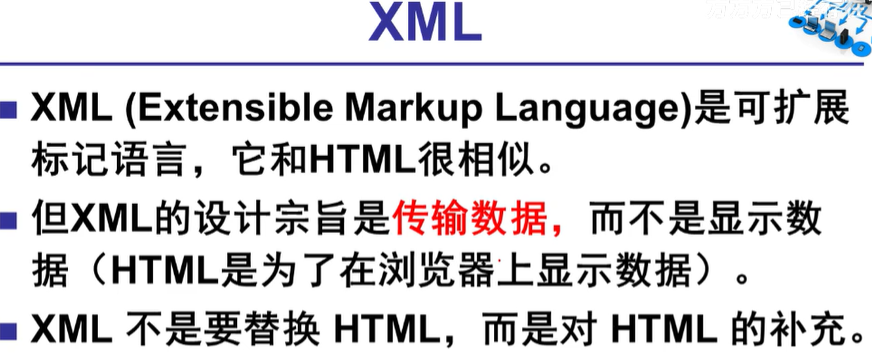 XML
■ XML (Extensible Markup Language)是可扩展
标记语言，它和HTML很相似。
■ 但XML的设计宗旨是传输数据，而不是显示数
据（HTML是为了在浏览器上显示数据）。
■ XML 不是要替换 HTML，而是对 HTML 的补充。